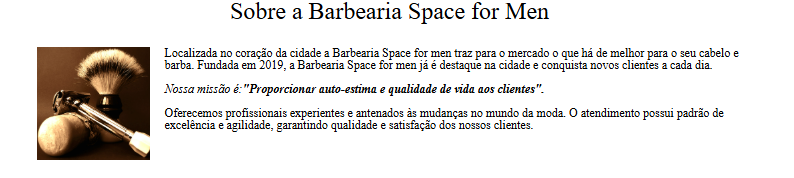 Sobre a Barbearia Space for Men
Localizada no coração da cidade a Barbearia Space for men traz para o mercado o que há de melhor para o seu cabelo e
barba. Fundada em 2019, a Barbearia Space for men já é destaque na cidade e conquista novos clientes a cada dia.
Nossa missão é:"Proporcionar auto-estima e qualidade de vida aos clientes".
Oferecemos profissionais experientes e antenados às mudanças no mundo da moda. O atendimento possui padrão de
excelência e agilidade, garantindo qualidade e satisfação dos nossos clientes.